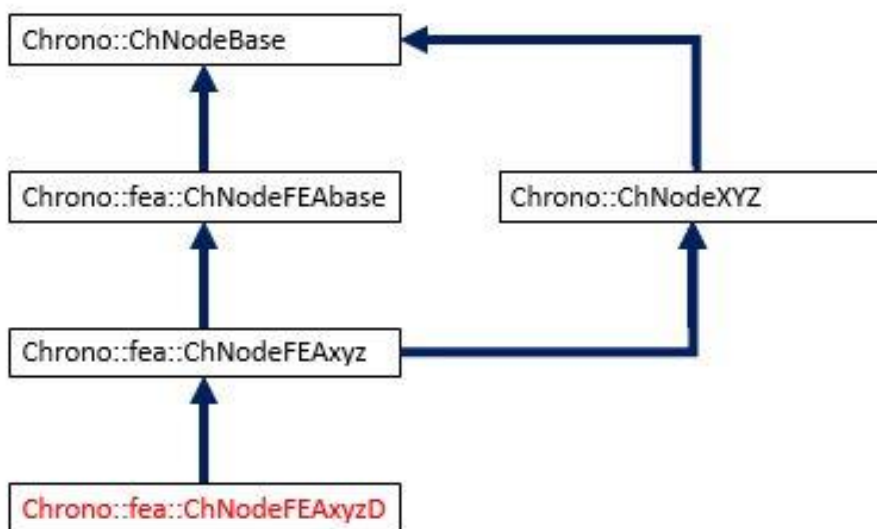 Chrono::ChNodeBase
Chrono::fea::ChNodeFEAbase
Chrono::ChNodeXYZ
Chrono::fea::ChNodeFEAxyz
Chrono::fea::ChNodeFEAxyzD